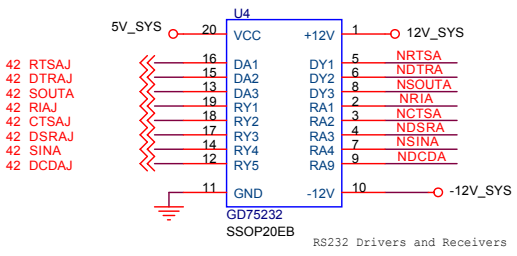 U4
5V_SYS 20 VCC +12V 1 12V_SYS
42 RTSAJ 16 DA1 DY1 5 NRTSA
42 DTRAJ 15 DA2 DY2 6 NDTRA
42 SOUTA 13 DA3 DY3 8 NSOUTA
42 RIAJ 19 RY1 RA1 2 NRIA
42 CTSAJ 18 RY2 RA2 3 NCTSA
42 DSRAJ 17 RY3 RA3 4 NDSRA
42 SINA 14 RY4 RA4 7 NSINA
42 DCDAJ 12 RY5 RA9 9 NDCDA
11 GND -12V 10 -12V_SYS
GD75232
SSOP20EB
RS232 Drivers and Receivers